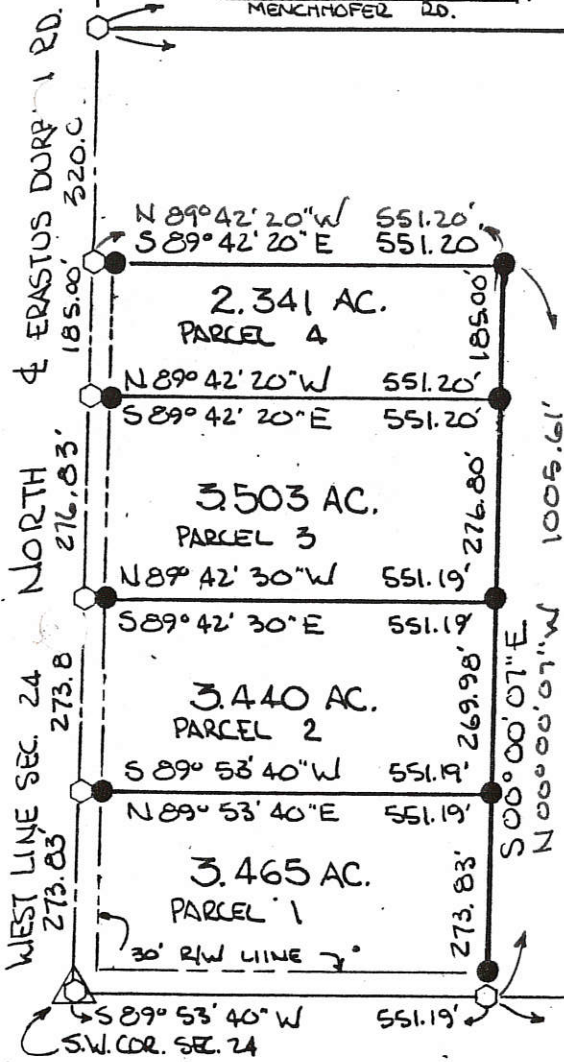 MENCHHOFER RD.
℄ ERASTUS DURB
RD.
320.0
N 89° 42' 20" W 551.20'
S 89° 42' 20" E 551.20
185.00'
2.341 AC.
PARCEL 4
185.00'
N 89° 42' 20" W 551.20'
S 89° 42' 20" E 551.20'
NORTH
276.83'
3.503 AC.
PARCEL 3
276.80'
1005.61'
N 89° 42' 30" W 551.19'
S 89° 42' 30" E 551.19'
WEST LINE SEC. 24
273.8
3.440 AC.
PARCEL 2
269.98'
S 00° 00' 07" E
N 00° 00' 07" W
S 89° 53' 40" W 551.19'
N 89° 53' 40" E 551.19'
273.83'
3.465 AC.
PARCEL 1
273.83'
30' R/W LIINE
S 89° 53' 40" W 551.19'
S.W. COR. SEC. 24